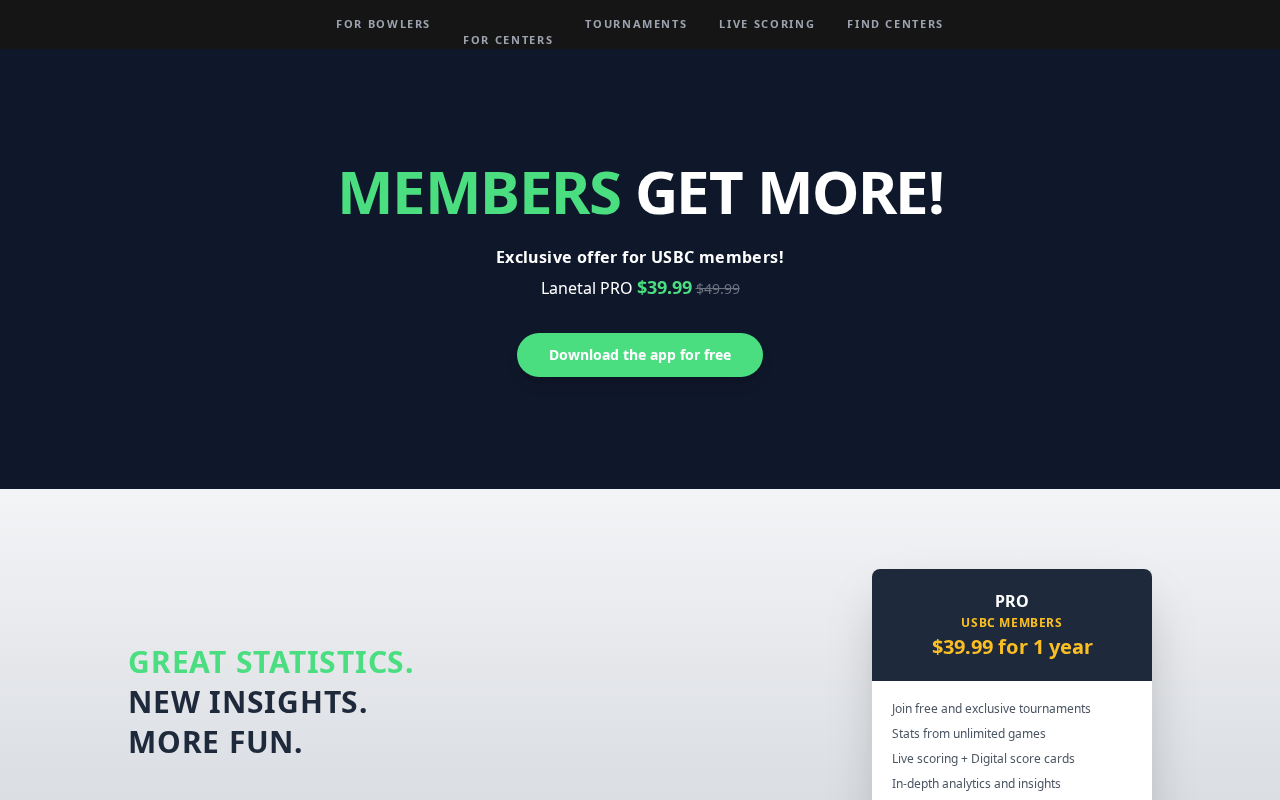 FOR BOWLERS
FOR CENTERS
TOURNAMENTS
LIVE SCORING
FIND CENTERS
MEMBERS GET MORE!
Exclusive offer for USBC members!
Lanetal PRO $39.99 $49.99
Download the app for free
GREAT STATISTICS.
NEW INSIGHTS.
MORE FUN.
PRO
USBC MEMBERS
$39.99 for 1 year
Join free and exclusive tournaments
Stats from unlimited games
Live scoring + Digital score cards
In-depth analytics and insights